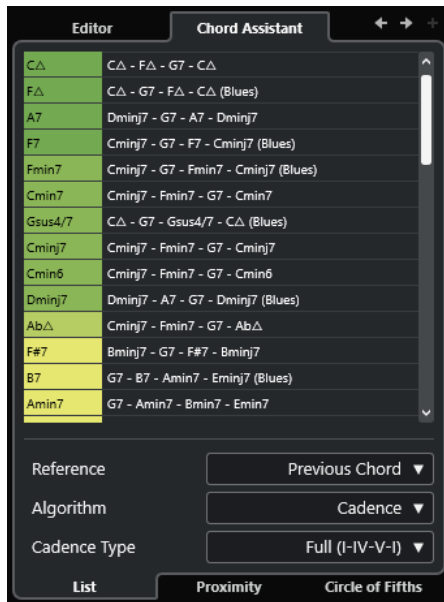 Editor Chord Assistant
C△ C△ - F△ - G7 - C△
F△ C△ - G7 - F△ - C△ (Blues)
A7 Dminj7 - G7 - A7 - Dminj7
F7 Cminj7 - G7 - F7 - Cminj7 (Blues)
Fmin7 Cminj7 - G7 - Fmin7 - Cminj7 (Blues)
Cmin7 Cminj7 - Fmin7 - G7 - Cmin7
Gsus4/7 C△ - G7 - Gsus4/7 - C△ (Blues)
Cminj7 Cminj7 - Fmin7 - G7 - Cminj7
Cmin6 Cminj7 - Fmin7 - G7 - Cmin6
Dminj7 Dminj7 - A7 - G7 - Dminj7 (Blues)
Ab△ Cminj7 - Fmin7 - G7 - Ab△
F#7 Bminj7 - G7 - F#7 - Bminj7
B7 G7 - B7 - Amin7 - Eminj7 (Blues)
Amin7 G7 - Amin7 - Bmin7 - Emin7
Reference Previous Chord
Algorithm Cadence
Cadence Type Full (I-IV-V-I)
List Proximity Circle of Fifths